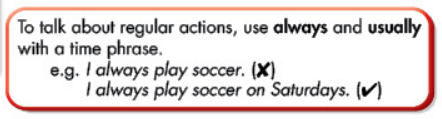 To talk about regular actions, use always and usually
with a time phrase.
e.g. I always play soccer. (✗)
I always play soccer on Saturdays. (✔)